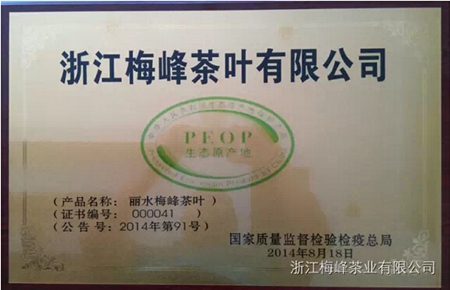 浙江梅峰茶叶有限公司
PEOP
生态原产地
(产品名称: 丽水梅峰茶叶)
(证书编号: 000041 )
(公告号:2014年第91号)
国家质量监督检验检疫总局
2014年8月18日
浙江梅峰茶业有限公司